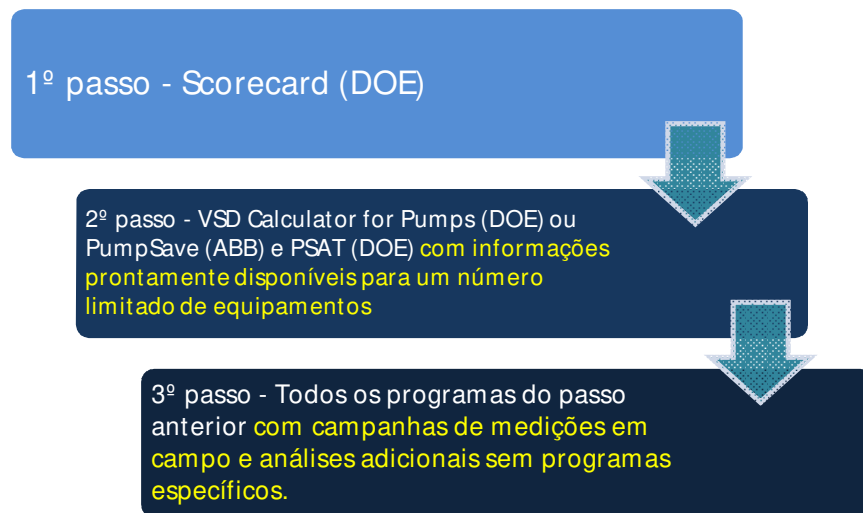 1º passo - Scorecard (DOE)
2º passo - VSD Calculator for Pumps (DOE) ou
PumpSave (ABB) e PSAT (DOE) com informações
prontamente disponíveis para um número
limitado de equipamentos
3º passo - Todos os programas do passo
anterior com campanhas de medições em
campo e análises adicionais sem programas
específicos.